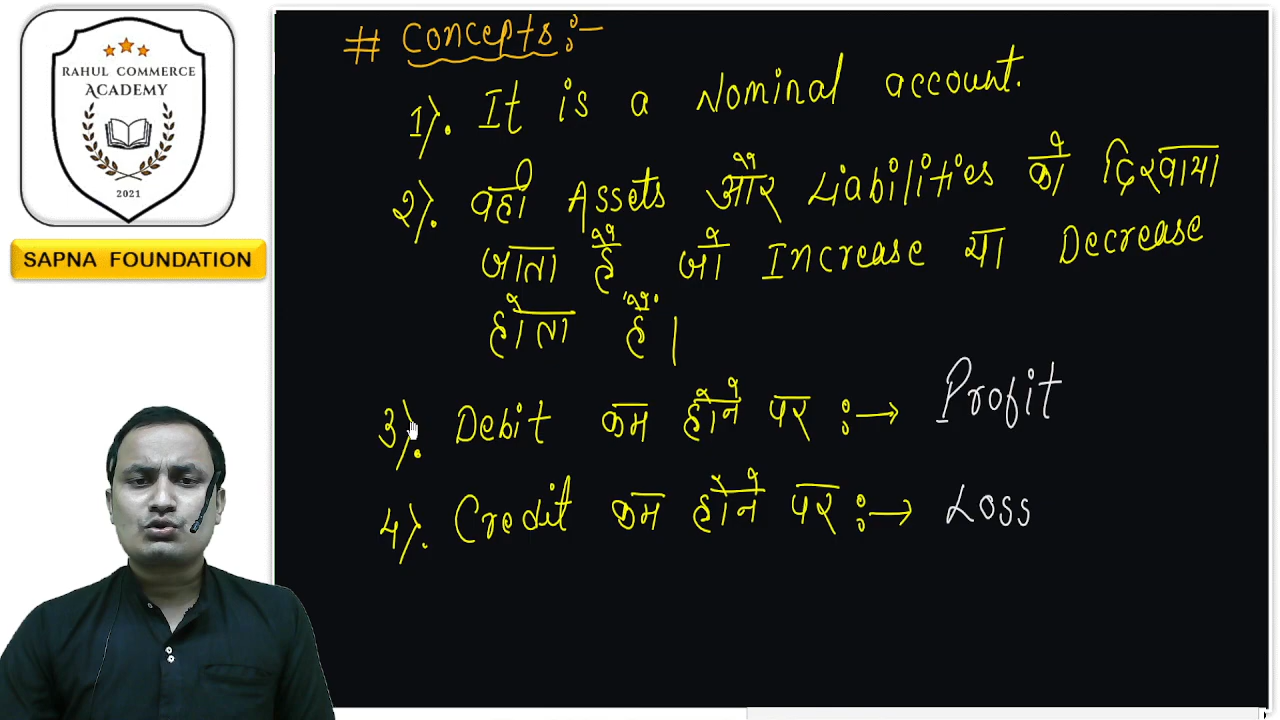 RAHUL COMMERCE
ACADEMY
2021
SAPNA FOUNDATION
# Concepts :-
1). It is a Nominal account.
2). वही Assets और Liabilities को दिखाया
जाता है जो Increase या Decrease
होता हैं।
3). Debit कम होने पर :→ Profit
4). Credit कम होने पर :→ Loss